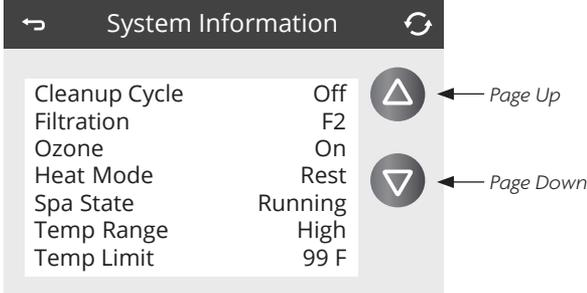 System Information
Cleanup Cycle Off
Filtration F2
Ozone On
Heat Mode Rest
Spa State Running
Temp Range High
Temp Limit 99 F
Page Up
Page Down